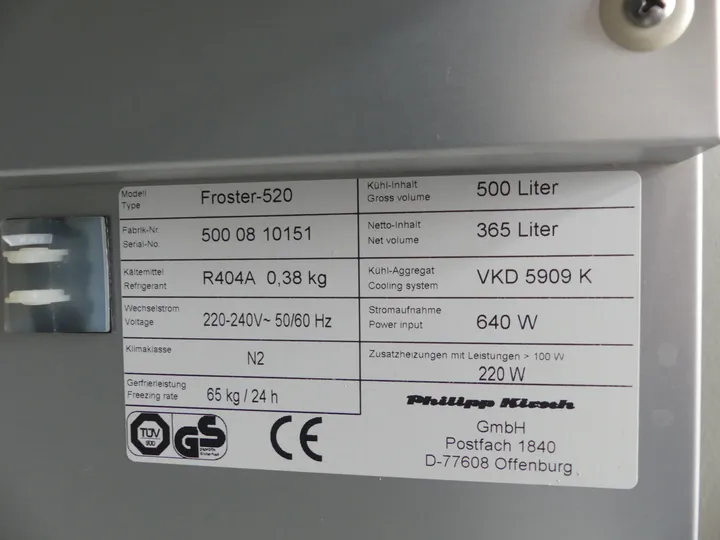 Modell
Type
Froster-520
Kühl-Inhalt
Gross volume
500 Liter
Fabrik-Nr.
Serial-No.
500 08 10151
Netto-Inhalt
Net volume
365 Liter
Kältemittel
Refrigerant
R404A 0,38 kg
Kühl-Aggregat
Cooling system
VKD 5909 K
Wechselstrom
Voltage
220-240V~ 50/60 Hz
Stromaufnahme
Power input
640 W
Klimaklasse
N2
Zusatzheizungen mit Leistungen > 100 W
220 W
Gerfrierleistung
Freezing rate
65 kg / 24 h
Philipp Kirsch
GmbH
Postfach 1840
D-77608 Offenburg
TÜV
GS
geprüfte
Sicherheit
CE